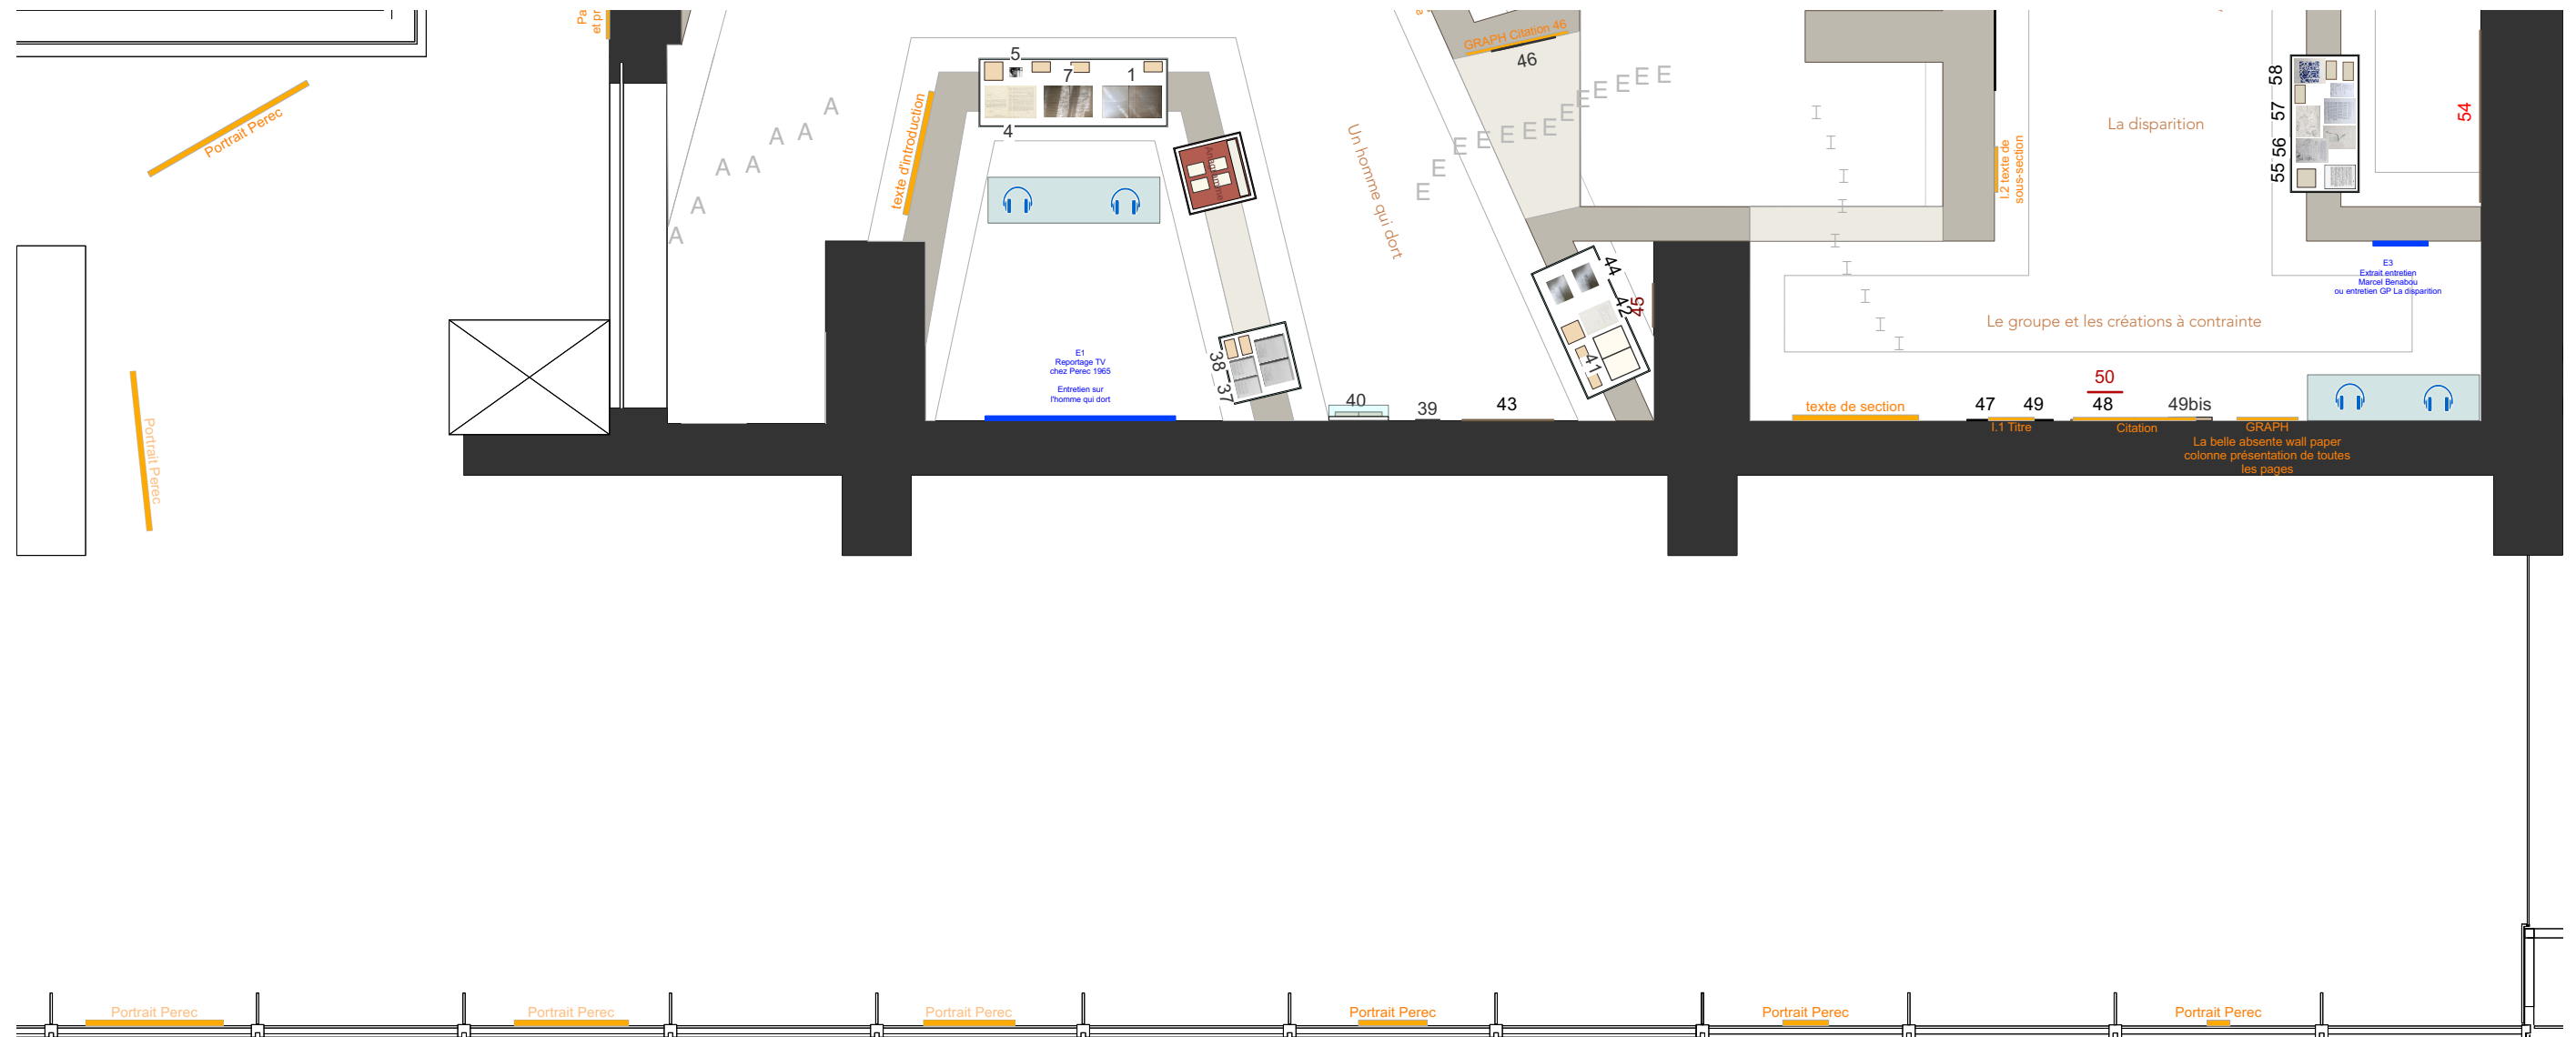 Pa
et pr
Portrait Perec
Portrait Perec
A
A
A
A
A
A
A
texte d'introduction
5
7
1
4
Anagramme
E1
Reportage TV
chez Perec 1965
Entretien sur
l'homme qui dort
38
37
Un homme qui dort
GRAPH Citation 46
46
E
E
E
E
E
E
E
E
E
E
E
E
E
44
42
45
41
40
39
43
I
I
I
I
I
I
I
I
I
I.2 texte de
sous-section
La disparition
58
57
56
55
54
E3
Extrait entretien
Marcel Benabou
ou entretien GP La disparition
Le groupe et les créations à contrainte
50
texte de section
47
49
48
49bis
I.1 Titre
Citation
GRAPH
La belle absente wall paper
colonne présentation de toutes
les pages
Portrait Perec
Portrait Perec
Portrait Perec
Portrait Perec
Portrait Perec
Portrait Perec